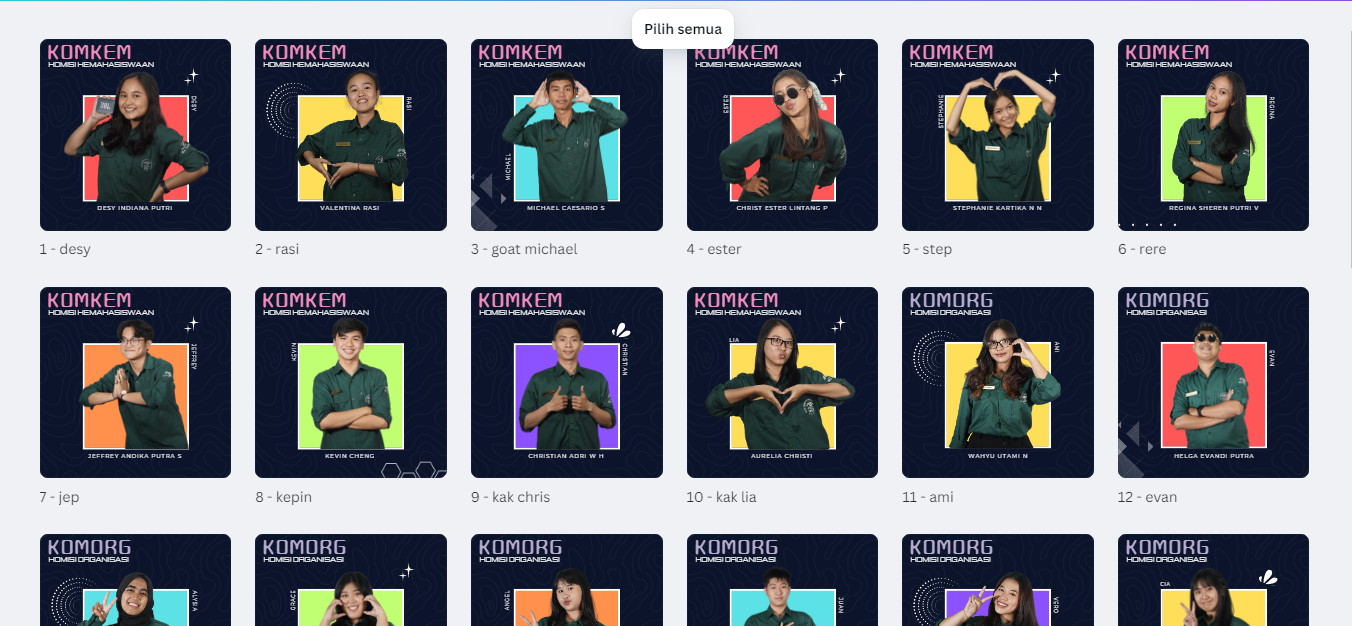 Pilih semua
KOMKEM
KOMISI KEMAHASISWAAN
DESY
DESY INDIANA PUTRI
1 - desy
KOMKEM
KOMISI KEMAHASISWAAN
RASI
VALENTINA RASI
2 - rasi
KOMKEM
KOMISI KEMAHASISWAAN
MICHAEL
MICHAEL CAESARIO S
3 - goat michael
KOMKEM
KOMISI KEMAHASISWAAN
ESTER
CHRIST ESTER LINTANG P
4 - ester
KOMKEM
KOMISI KEMAHASISWAAN
STEPHANIE
STEPHANIE KARTIKA N N
5 - step
KOMKEM
KOMISI KEMAHASISWAAN
REGINA
REGINA SHEREN PUTRI V
6 - rere
KOMKEM
KOMISI KEMAHASISWAAN
JEFFREY
JEFFREY ANDIKA PUTRA S
7 - jep
KOMKEM
KOMISI KEMAHASISWAAN
KEVIN
KEVIN CHENG
8 - kepin
KOMKEM
KOMISI KEMAHASISWAAN
CHRISTIAN
CHRISTIAN ADRI W H
9 - kak chris
KOMKEM
KOMISI KEMAHASISWAAN
LIA
AURELIA CHRISTI
10 - kak lia
KOMORG
KOMISI ORGANISASI
AMI
WAHYU UTAMI N
11 - ami
KOMORG
KOMISI ORGANISASI
EVAN
HELGA EVANDI PUTRA
12 - evan
KOMORG
KOMISI ORGANISASI
ALYSIA
KOMORG
KOMISI ORGANISASI
GRACE
KOMORG
KOMISI ORGANISASI
ANGEL
KOMORG
KOMISI ORGANISASI
JUAN
KOMORG
KOMISI ORGANISASI
VERO
KOMORG
KOMISI ORGANISASI
CIA